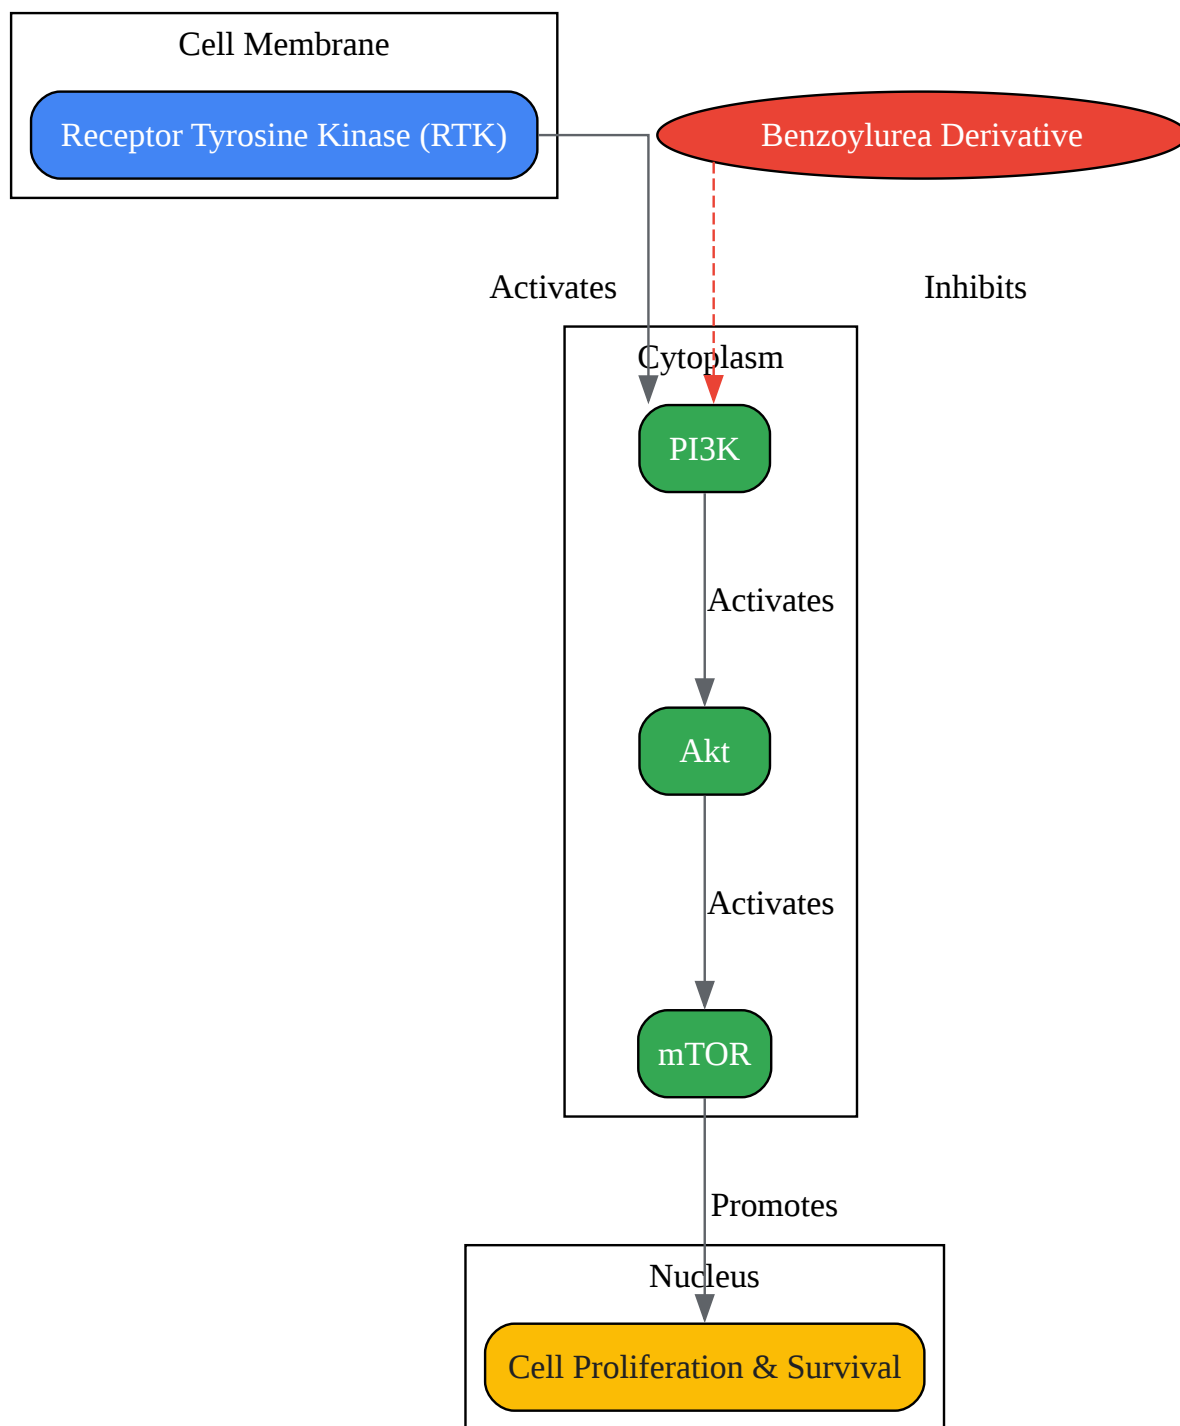 Cell Membrane
Receptor Tyrosine Kinase (RTK)
Benzoylurea Derivative
Activates
Inhibits
Cytoplasm
PI3K
Activates
Akt
Activates
mTOR
Promotes
Nucleus
Cell Proliferation & Survival